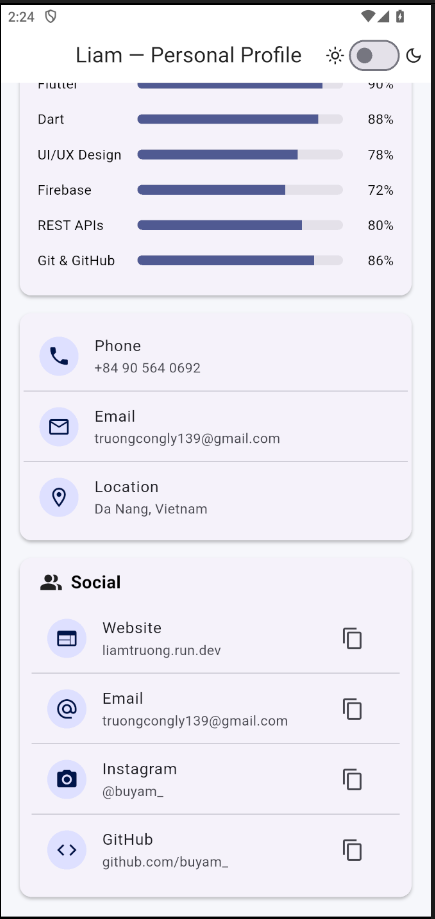 2:24
Liam — Personal Profile
Flutter 90%
Dart 88%
UI/UX Design 78%
Firebase 72%
REST APIs 80%
Git & GitHub 86%
Phone
+84 90 564 0692
Email
truongcongly139@gmail.com
Location
Da Nang, Vietnam
Social
Website
liamtruong.run.dev
Email
truongcongly139@gmail.com
Instagram
@buyam_
GitHub
github.com/buyam_